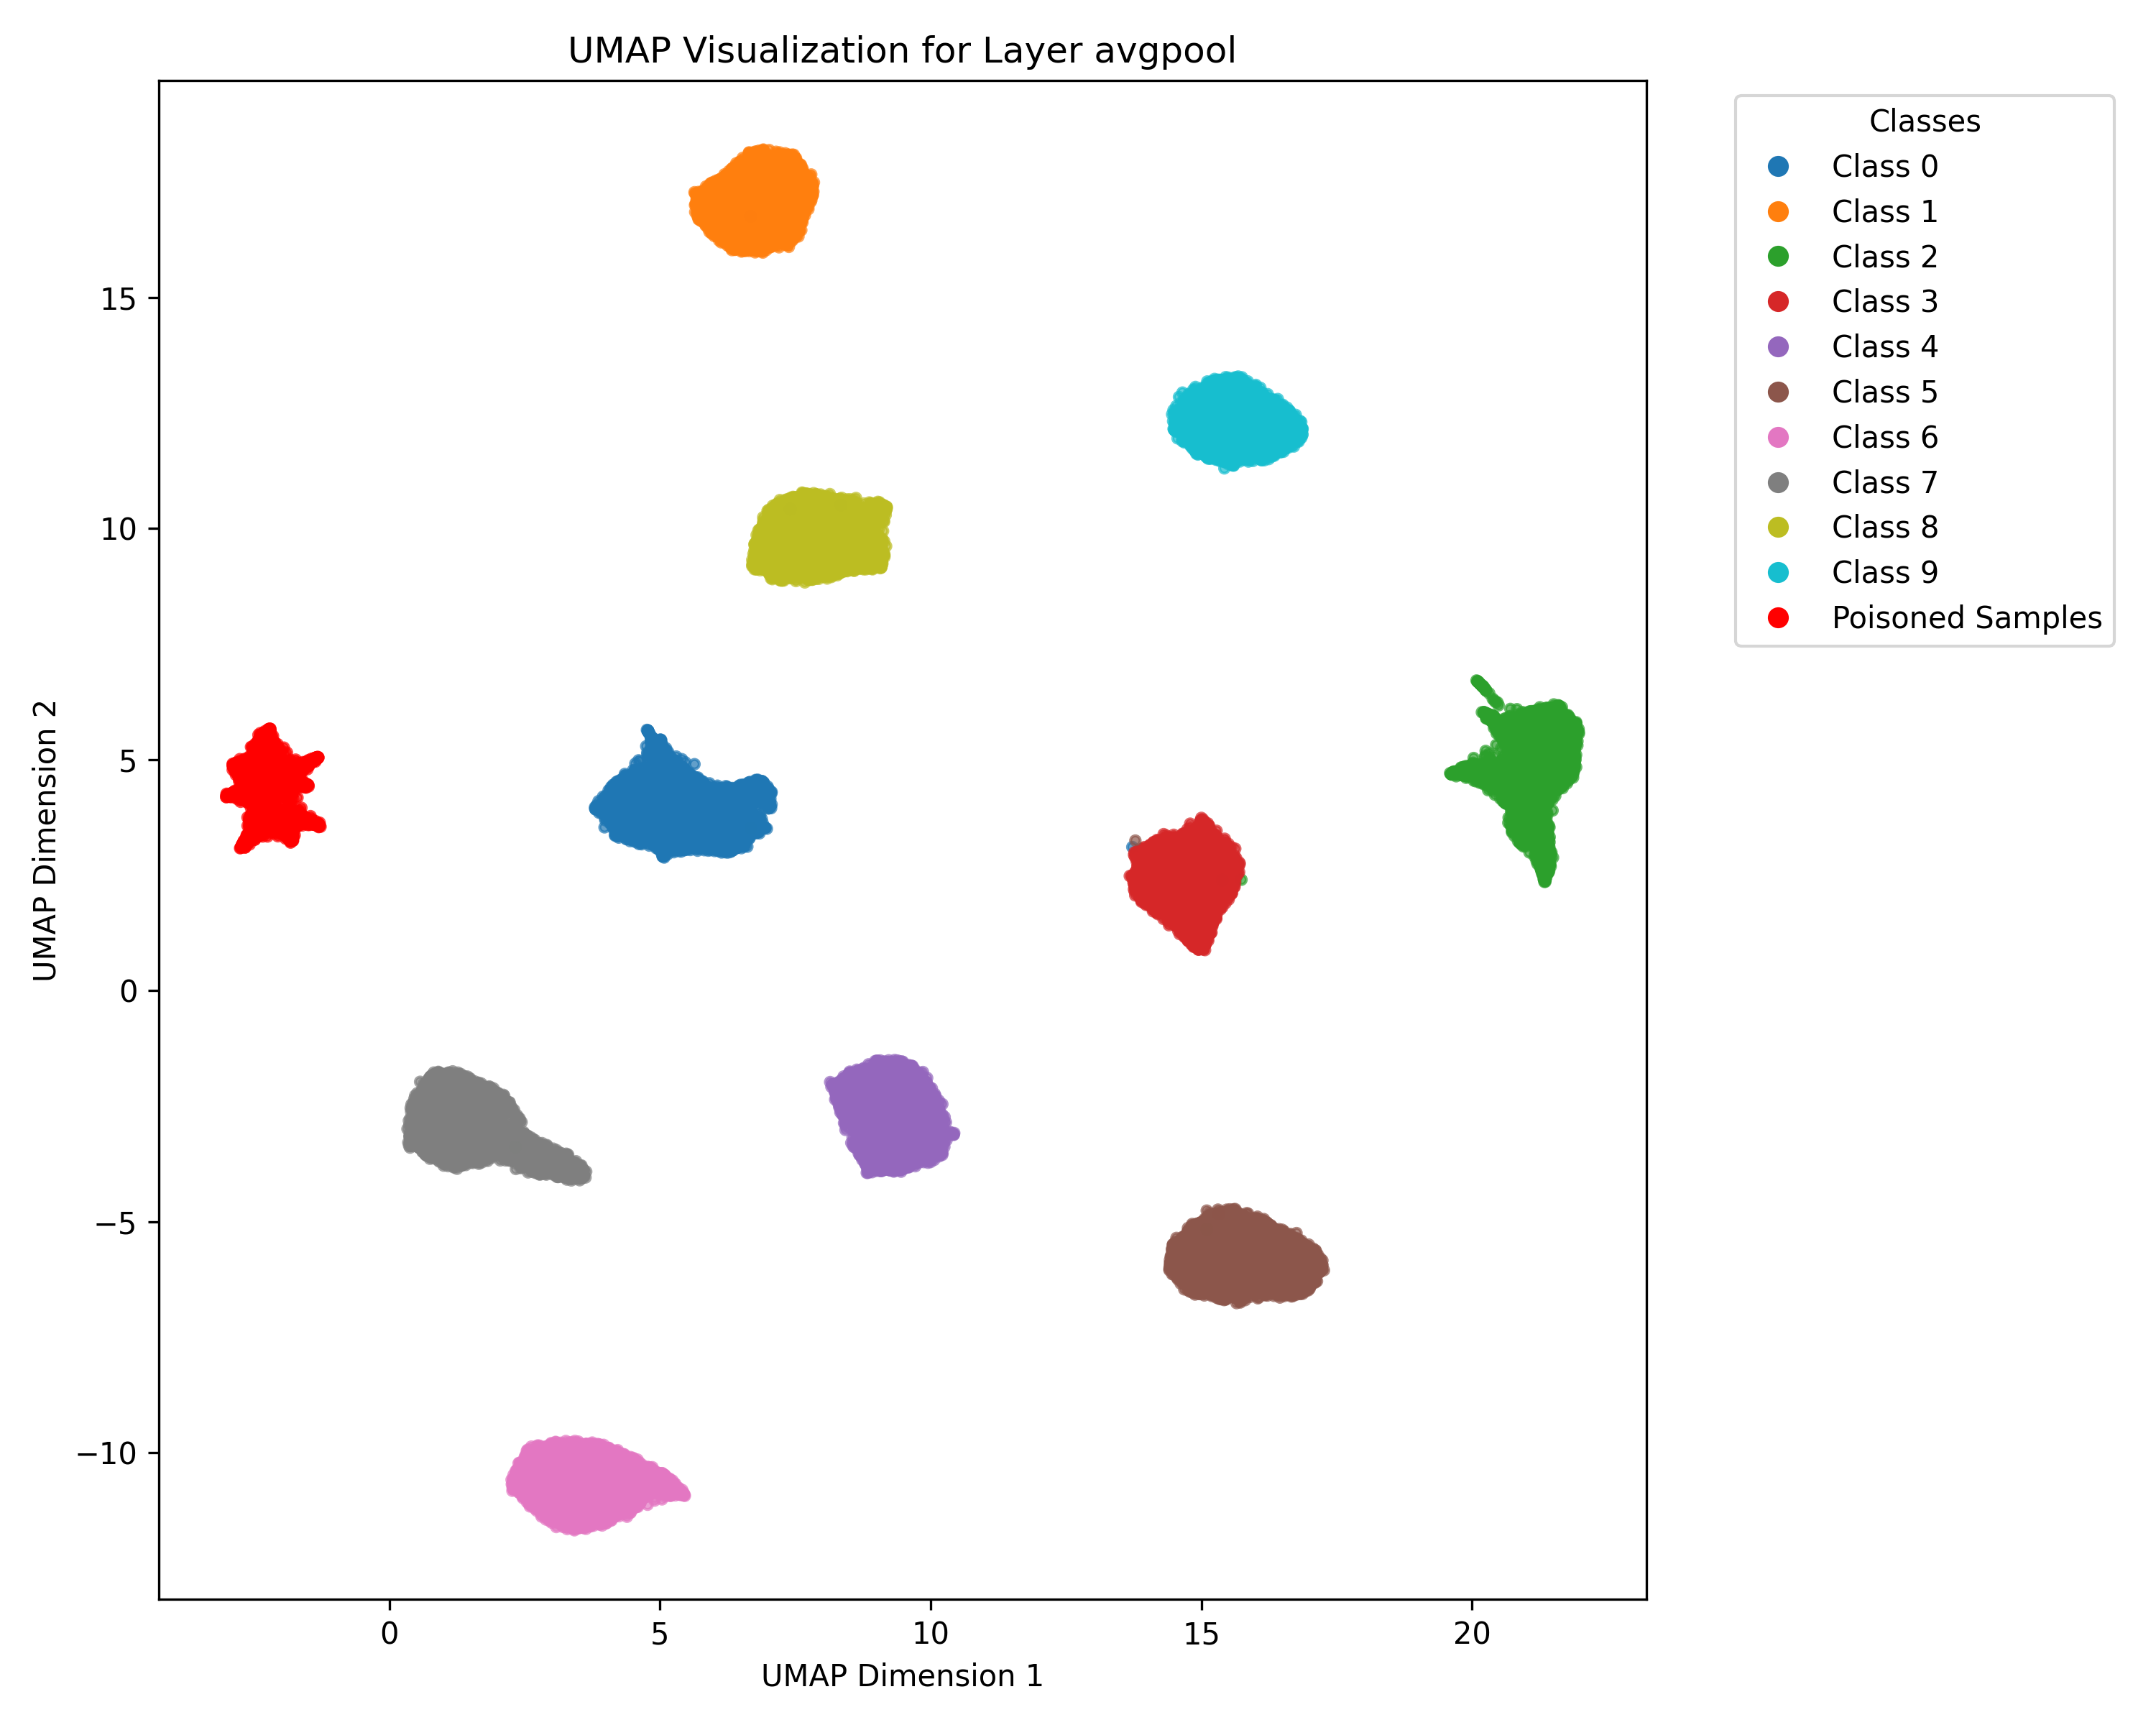 UMAP Visualization for Layer avgpool
Classes
Class 0
Class 1
Class 2
Class 3
Class 4
Class 5
Class 6
Class 7
Class 8
Class 9
Poisoned Samples
UMAP Dimension 2
15
10
5
0
−5
−10
0
5
10
15
20
UMAP Dimension 1